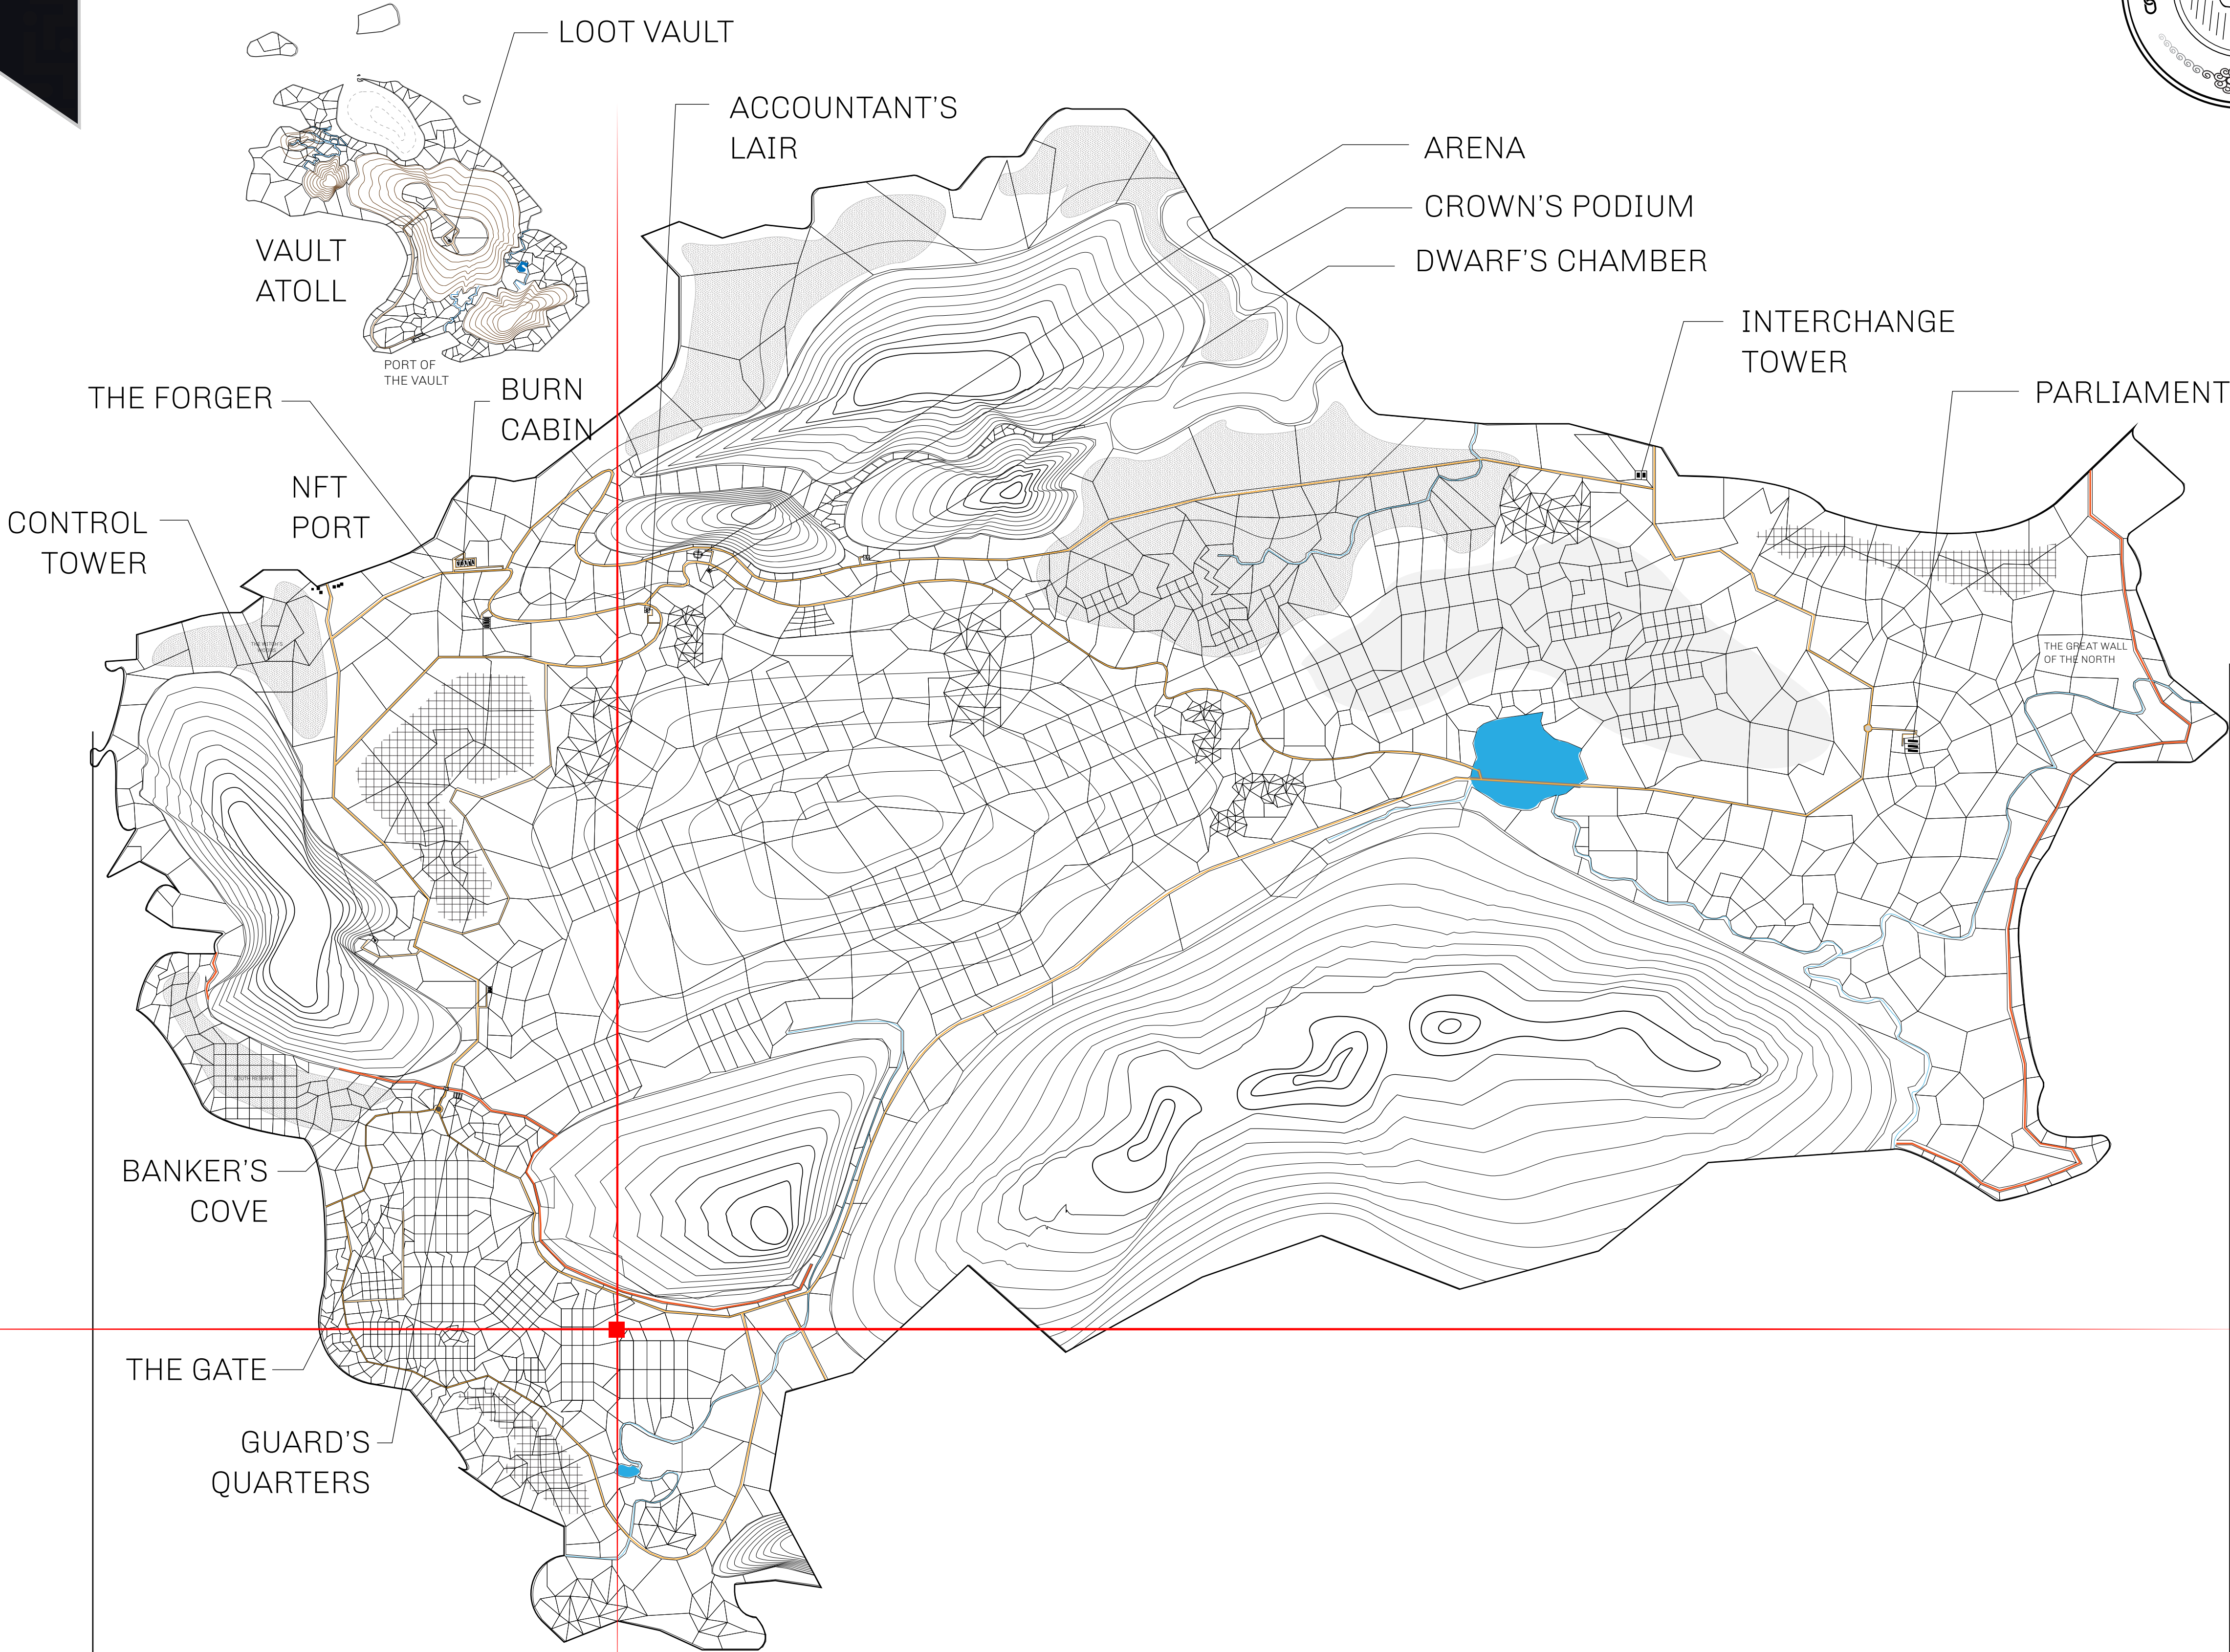 LOOT VAULT
ACCOUNTANT'S
LAIR
ARENA
CROWN'S PODIUM
DWARF'S CHAMBER
VAULT
ATOLL
INTERCHANGE
TOWER
PORT OF
THE VAULT
THE FORGER
BURN
CABIN
PARLIAMENT
NFT
PORT
CONTROL
TOWER
THE GREAT WALL
OF THE NORTH
SOUTH RESERVE
BANKER'S
COVE
THE GATE
GUARD'S
QUARTERS